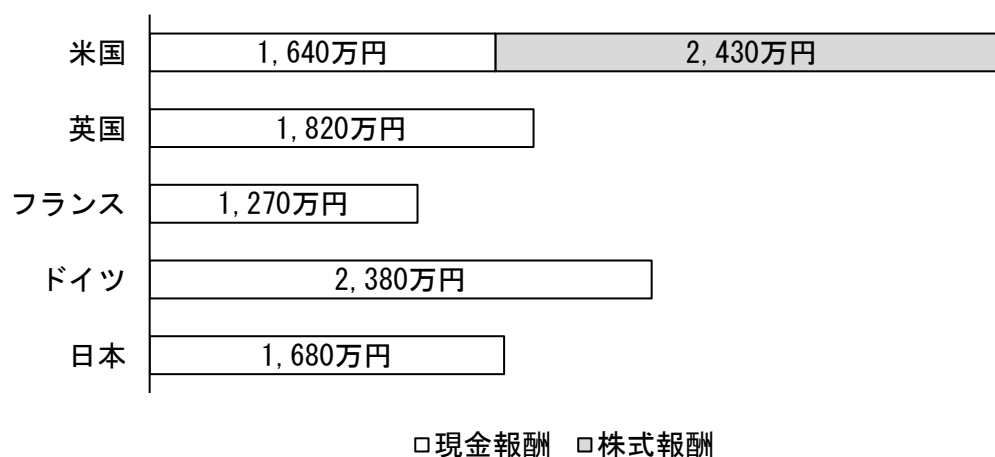 米国 1,640万円 2,430万円
英国 1,820万円
フランス 1,270万円
ドイツ 2,380万円
日本 1,680万円
□現金報酬 ■株式報酬